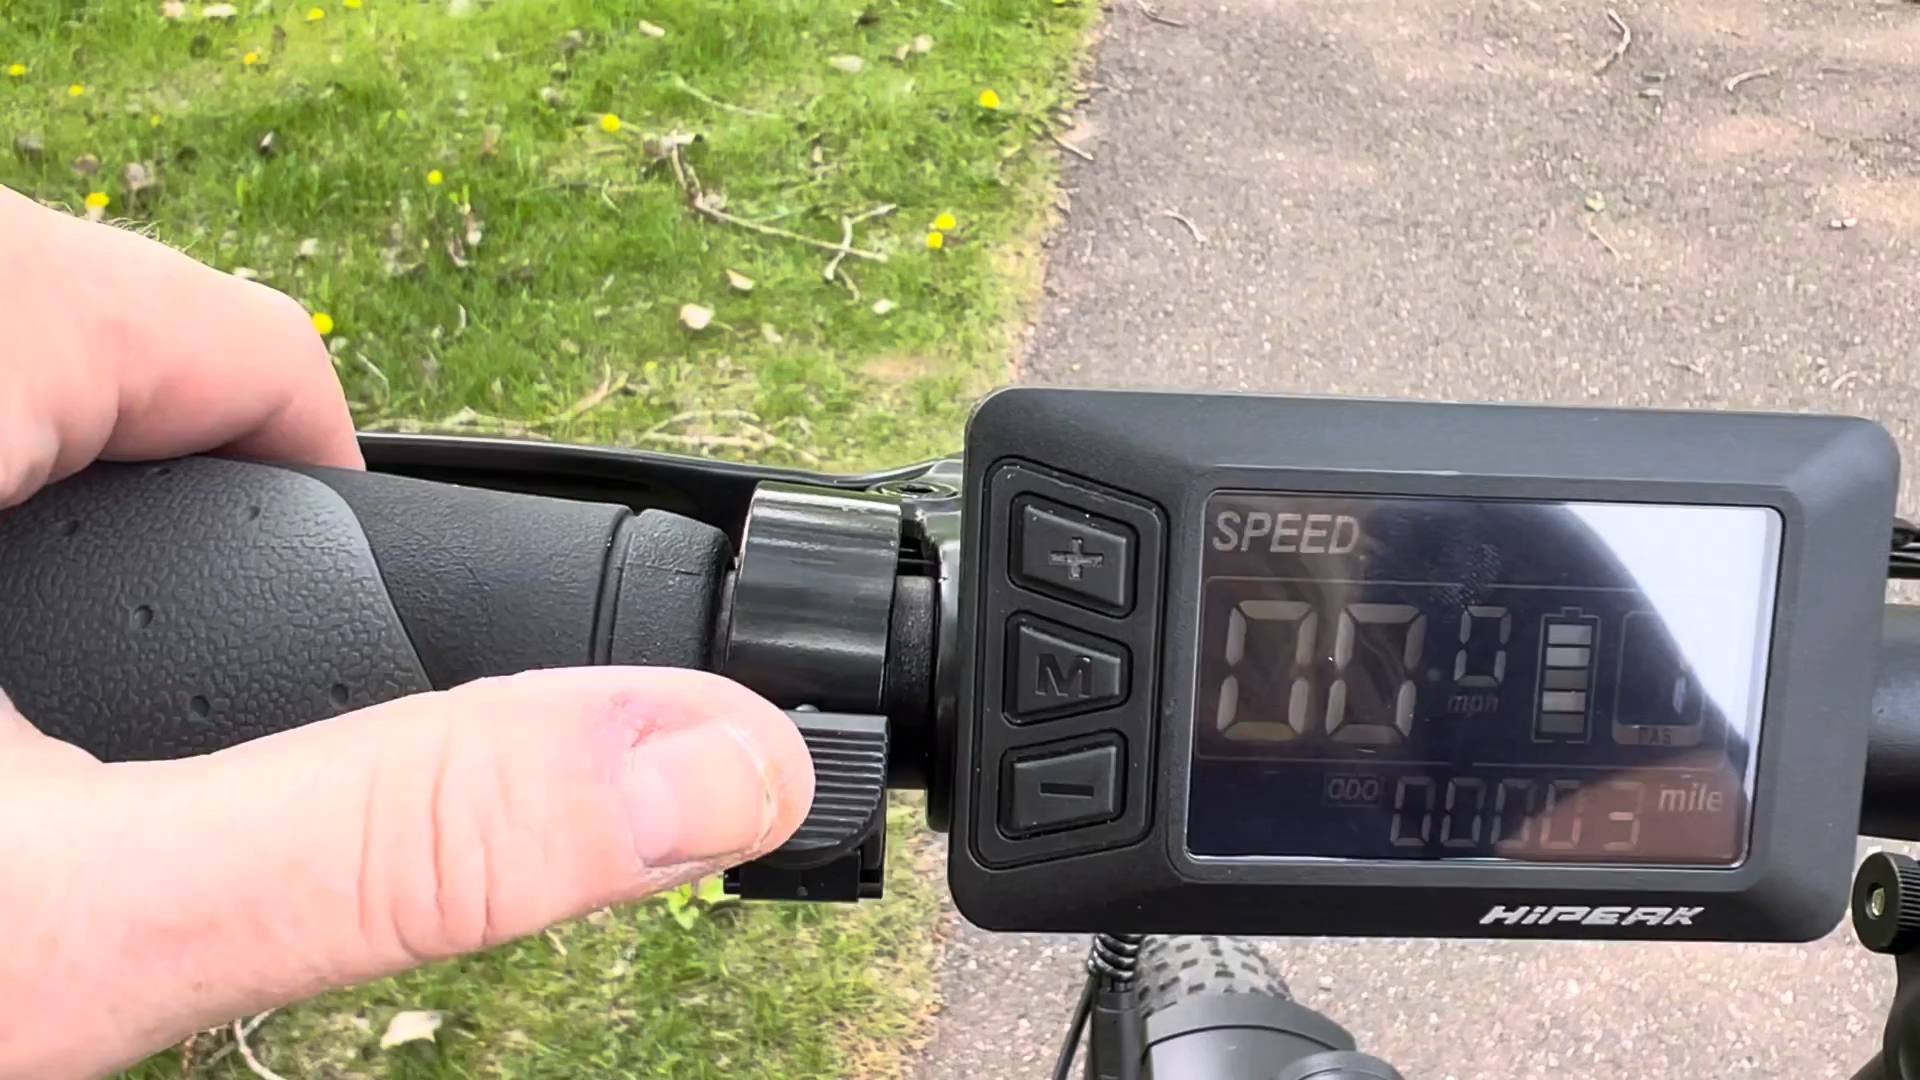 SPEED
+
M
-
00.0
mph
PAS
ODO 00003 mile
HiPEAK